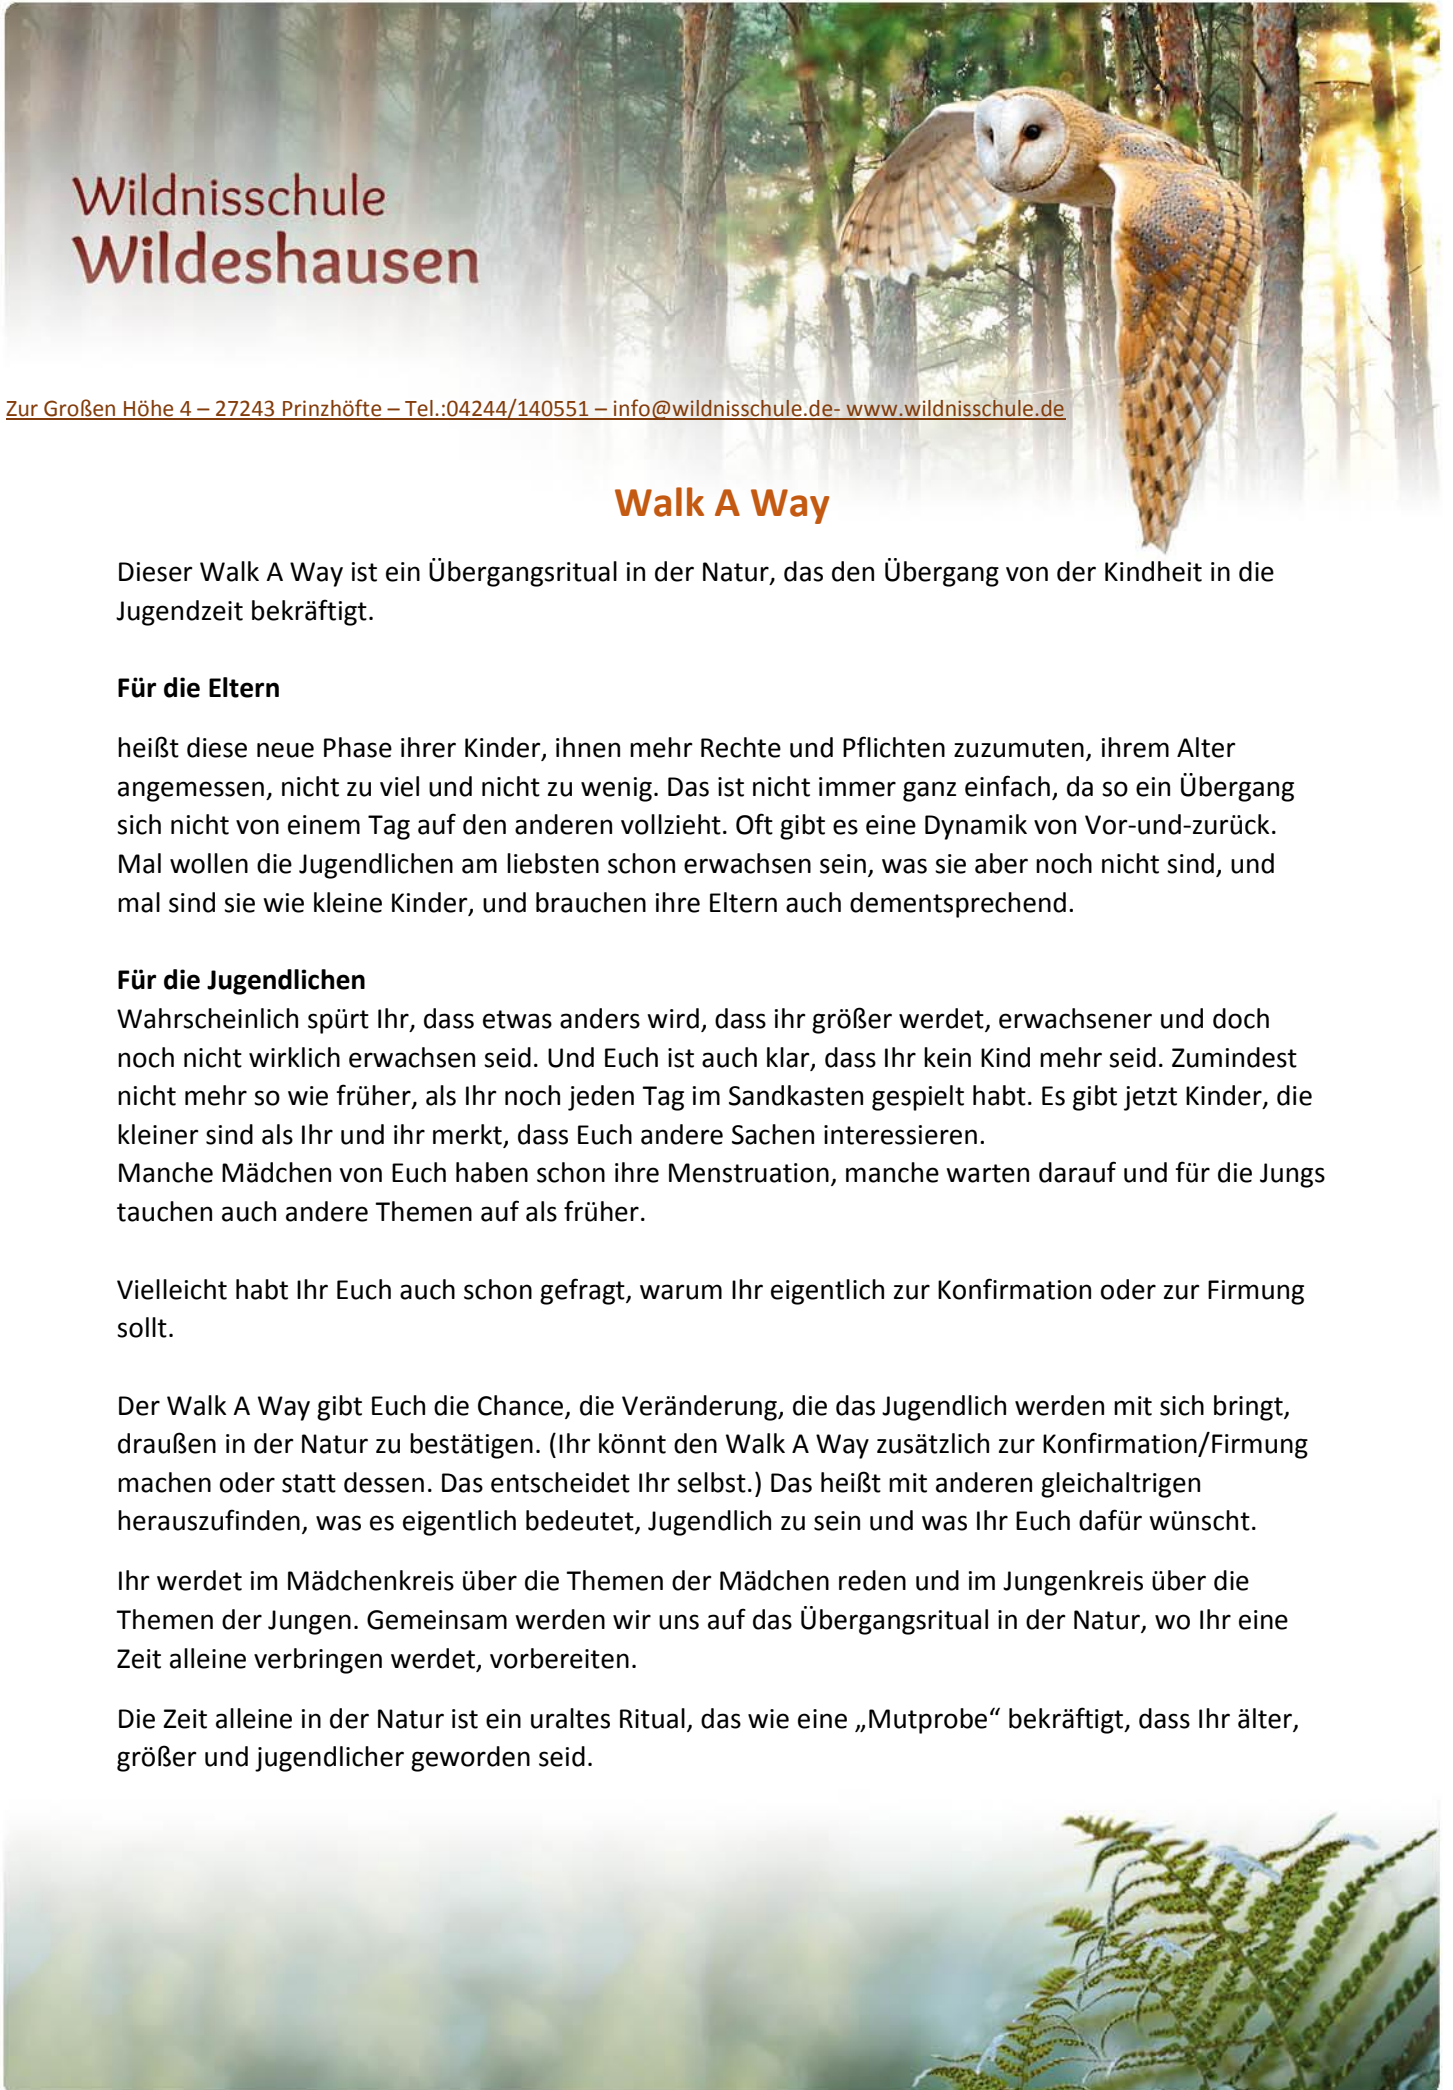 Wildnisschule
Wildeshausen
Zur Großen Höhe 4 – 27243 Prinzhöfte – Tel.:04244/140551 – info@wildnisschule.de- www.wildnisschule.de
Walk A Way
Dieser Walk A Way ist ein Übergangsritual in der Natur, das den Übergang von der Kindheit in die
Jugendzeit bekräftigt.
Für die Eltern
heißt diese neue Phase ihrer Kinder, ihnen mehr Rechte und Pflichten zuzumuten, ihrem Alter
angemessen, nicht zu viel und nicht zu wenig. Das ist nicht immer ganz einfach, da so ein Übergang
sich nicht von einem Tag auf den anderen vollzieht. Oft gibt es eine Dynamik von Vor-und-zurück.
Mal wollen die Jugendlichen am liebsten schon erwachsen sein, was sie aber noch nicht sind, und
mal sind sie wie kleine Kinder, und brauchen ihre Eltern auch dementsprechend.
Für die Jugendlichen
Wahrscheinlich spürt Ihr, dass etwas anders wird, dass ihr größer werdet, erwachsener und doch
noch nicht wirklich erwachsen seid. Und Euch ist auch klar, dass Ihr kein Kind mehr seid. Zumindest
nicht mehr so wie früher, als Ihr noch jeden Tag im Sandkasten gespielt habt. Es gibt jetzt Kinder, die
kleiner sind als Ihr und ihr merkt, dass Euch andere Sachen interessieren.
Manche Mädchen von Euch haben schon ihre Menstruation, manche warten darauf und für die Jungs
tauchen auch andere Themen auf als früher.
Vielleicht habt Ihr Euch auch schon gefragt, warum Ihr eigentlich zur Konfirmation oder zur Firmung
sollt.
Der Walk A Way gibt Euch die Chance, die Veränderung, die das Jugendlich werden mit sich bringt,
draußen in der Natur zu bestätigen. (Ihr könnt den Walk A Way zusätzlich zur Konfirmation/Firmung
machen oder statt dessen. Das entscheidet Ihr selbst.) Das heißt mit anderen gleichaltrigen
herauszufinden, was es eigentlich bedeutet, Jugendlich zu sein und was Ihr Euch dafür wünscht.
Ihr werdet im Mädchenkreis über die Themen der Mädchen reden und im Jungenkreis über die
Themen der Jungen. Gemeinsam werden wir uns auf das Übergangsritual in der Natur, wo Ihr eine
Zeit alleine verbringen werdet, vorbereiten.
Die Zeit alleine in der Natur ist ein uraltes Ritual, das wie eine „Mutprobe“ bekräftigt, dass Ihr älter,
größer und jugendlicher geworden seid.